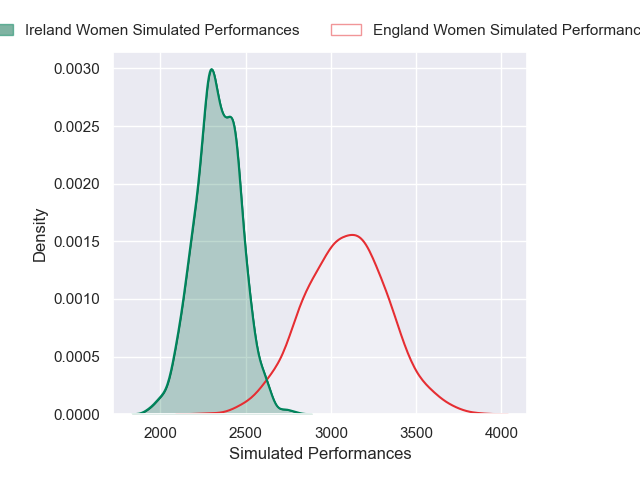 Ireland Women Simulated Performances
England Women Simulated
0.0030
0.0025
0.0020
0.0015
0.0010
0.0005
0.0000
Density
2000 2500 3000 3500 4000
Simulated Performances